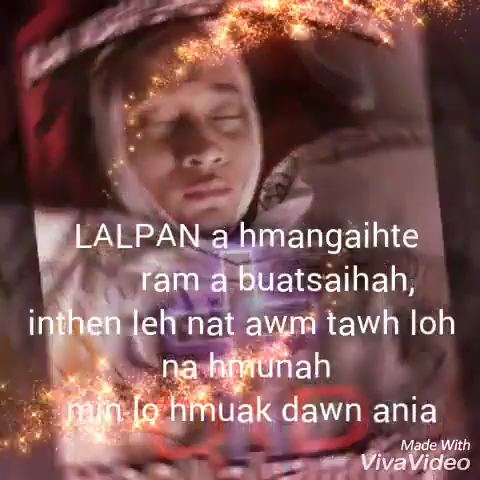 LALPAN a hmangaihte
ram a buatsaihah,
inthen leh nat awm tawh loh
na hmunah
min lo hmuak dawn ania
Made With
VivaVideo